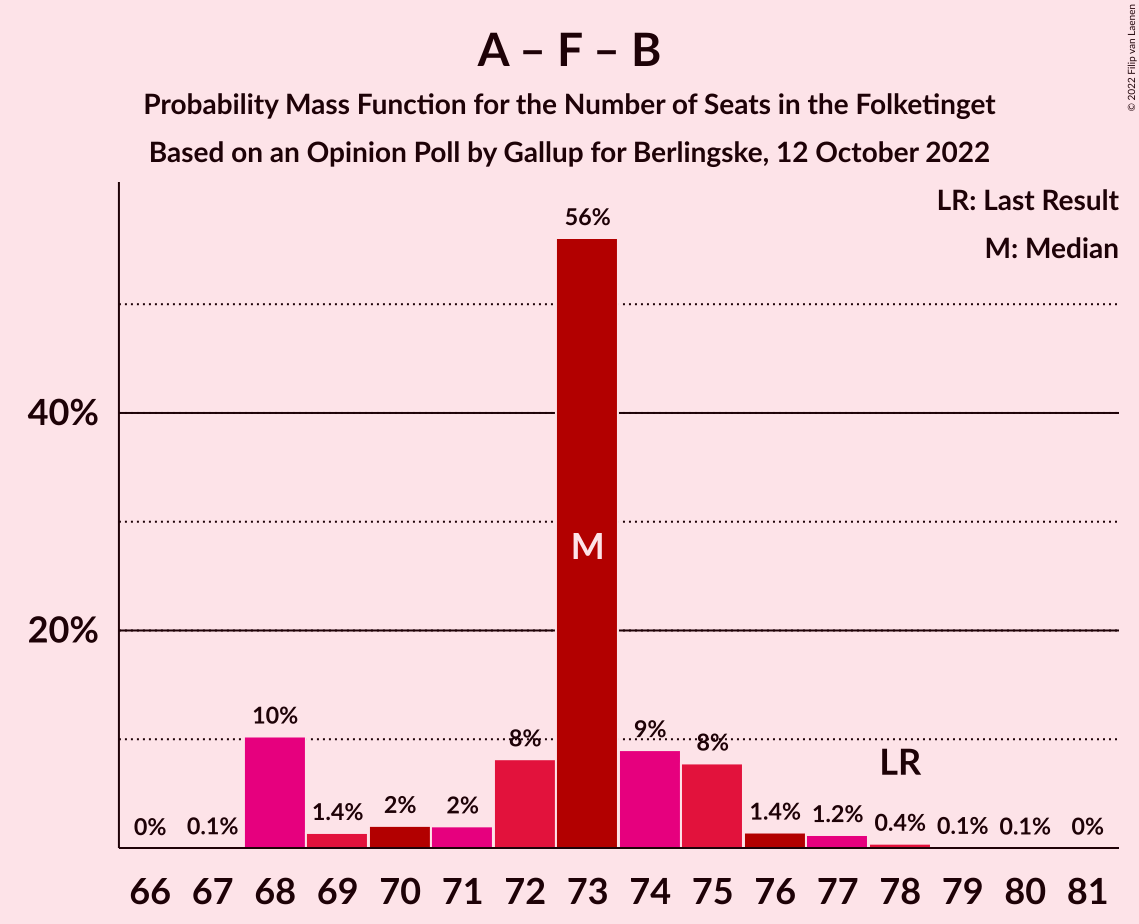 A – F – B
Probability Mass Function for the Number of Seats in the Folketinget
Based on an Opinion Poll by Gallup for Berlingske, 12 October 2022
© 2022 Filip van Laenen
LR: Last Result
M: Median
56%
40%
M
20%
10%
8%
9%
8%
LR
0%
0.1%
1.4%
2%
2%
1.4%
1.2%
0.4%
0.1%
0.1%
0%
66 67 68 69 70 71 72 73 74 75 76 77 78 79 80 81